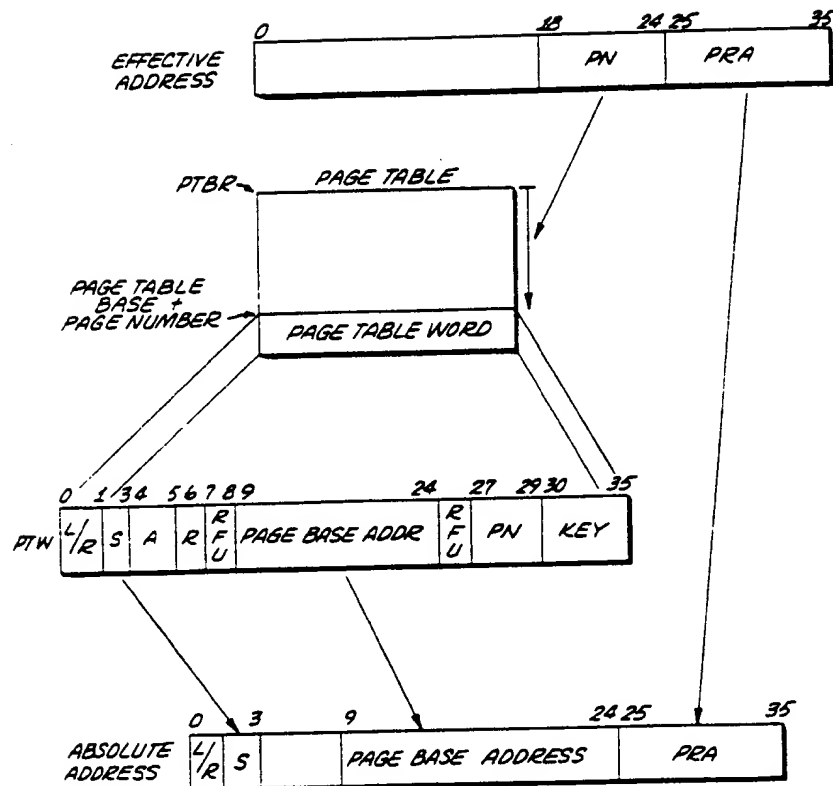 0 18 24 25 35
EFFECTIVE
ADDRESS
PN PRA
PTBR
PAGE TABLE
PAGE TABLE
BASE +
PAGE NUMBER
PAGE TABLE WORD
0 1 3 4 5 6 7 8 9 24 27 29 30 35
PTW L/R S A R RFU PAGE BASE ADDR RFU PN KEY
0 3 9 24 25 35
ABSOLUTE
ADDRESS
L/R S PAGE BASE ADDRESS PRA